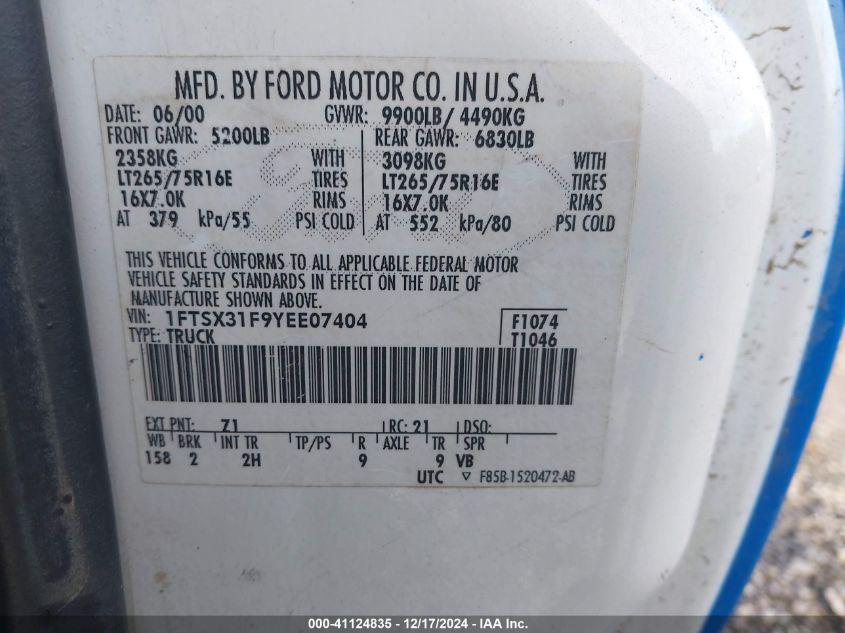 MFD. BY FORD MOTOR CO. IN U.S.A.
DATE: 06/00 GVWR: 9900LB/ 4490KG
FRONT GAWR: 5200LB REAR GAWR: 6830LB
2358KG WITH 3098KG WITH
LT265/75R16E TIRES LT265/75R16E TIRES
16X7.0K RIMS 16X7.0K RIMS
AT 379 kPa/55 PSI COLD AT 552 kPa/80 PSI COLD
THIS VEHICLE CONFORMS TO ALL APPLICABLE FEDERAL MOTOR
VEHICLE SAFETY STANDARDS IN EFFECT ON THE DATE OF
MANUFACTURE SHOWN ABOVE.
VIN: 1FTSX31F9YEE07404 F1074
TYPE: TRUCK T1046
EXT PNT: Z1 RC: 21 DSO:
WB BRK INT TR TP/PS R AXLE TR SPR
158 2 2H 9 9 VB
UTC ▽ F85B-1520472-AB
000-41124835 - 12/17/2024 - IAA Inc.